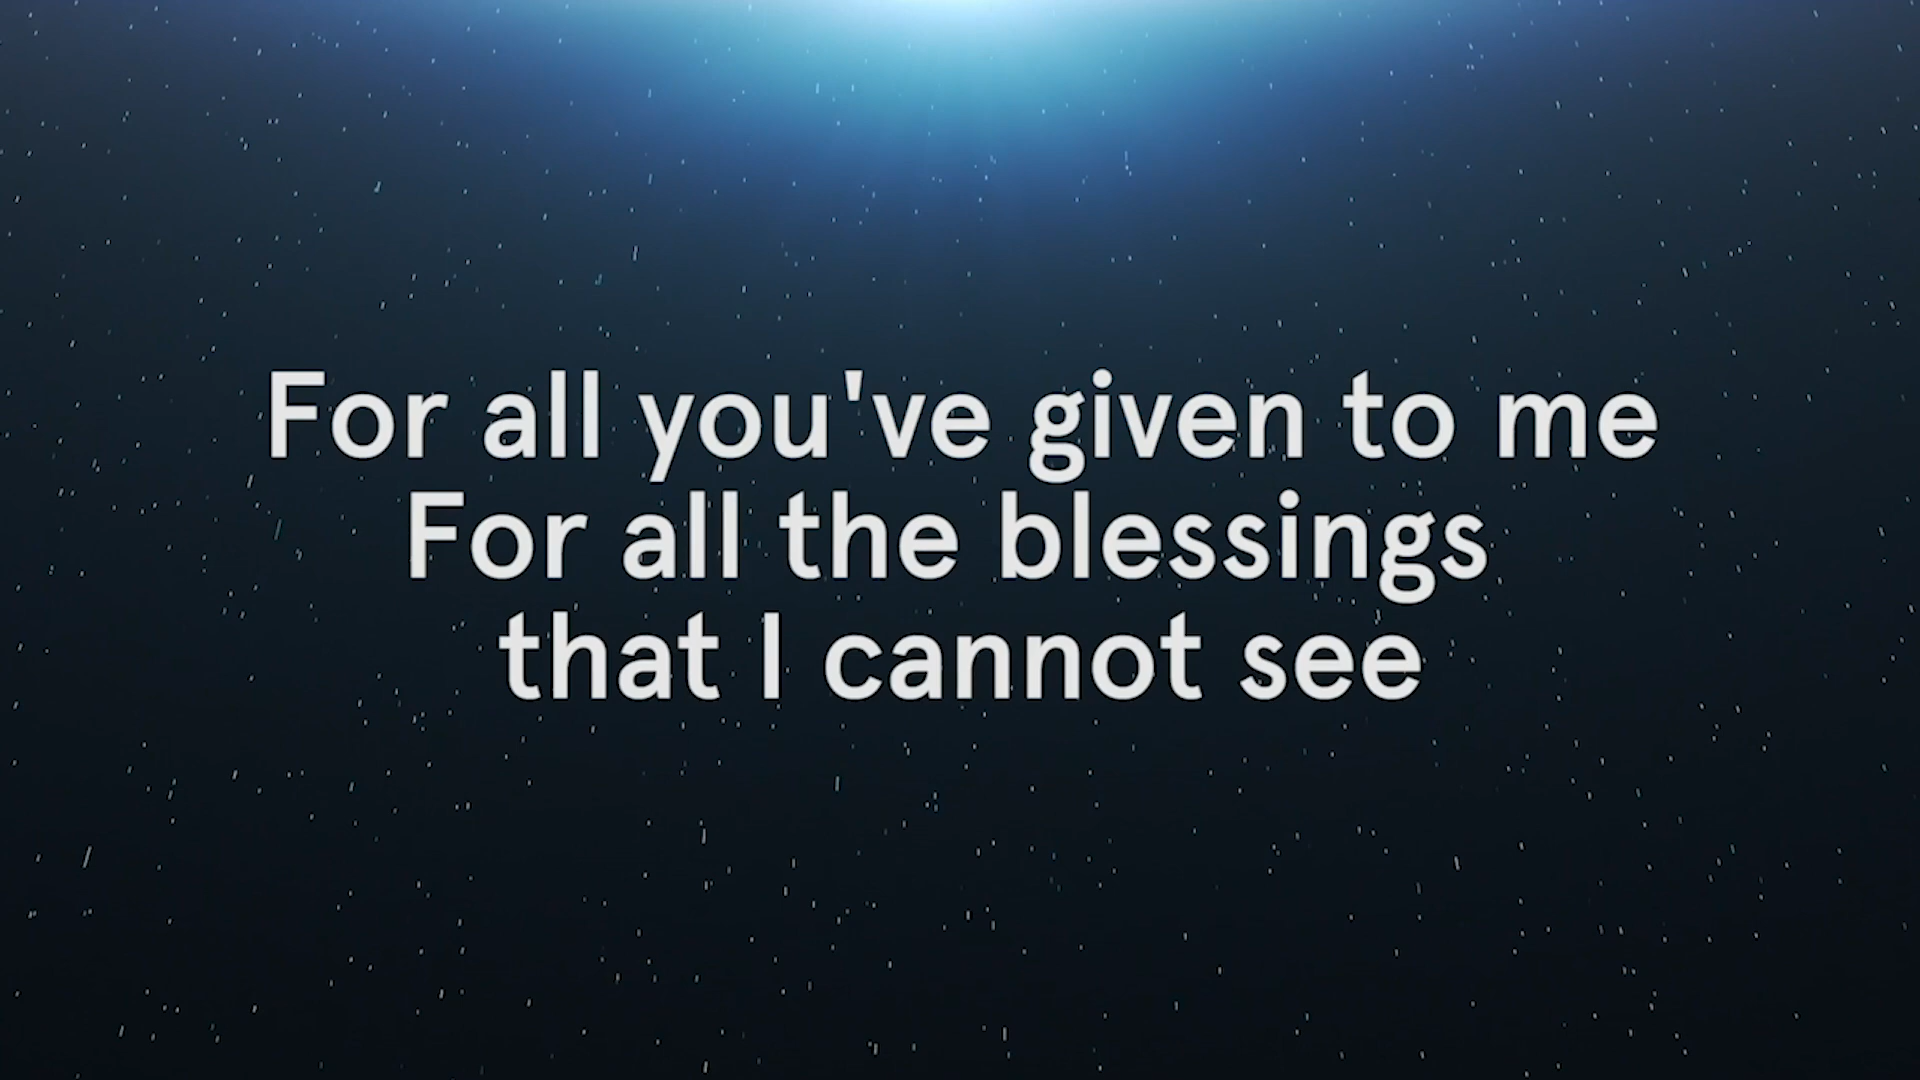 For all you've given to me
For all the blessings
that I cannot see